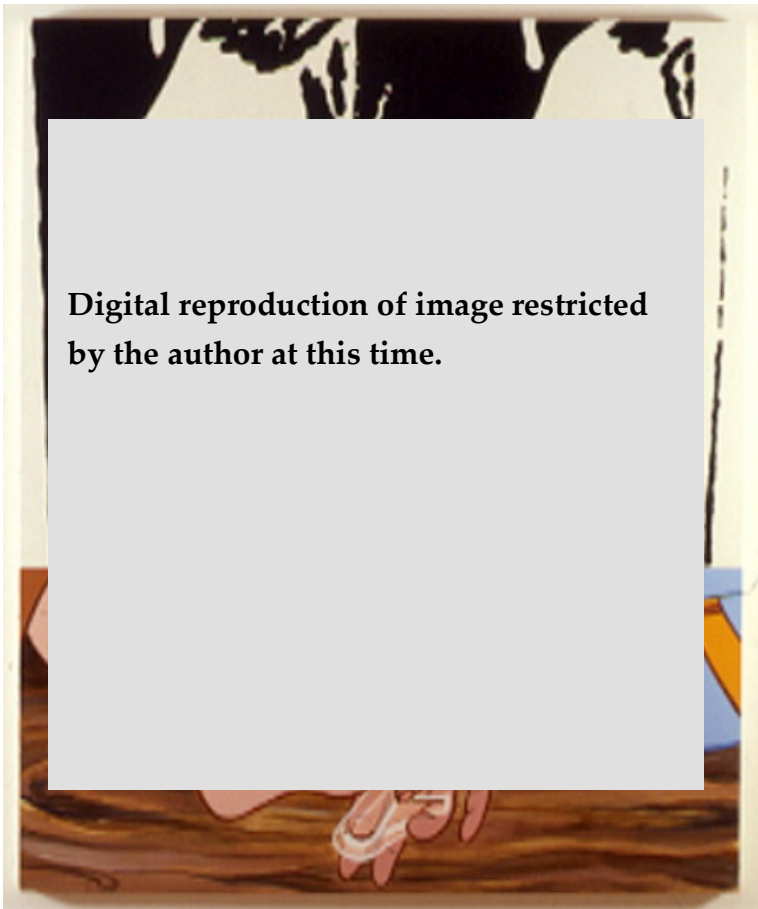 Digital reproduction of image restricted
by the author at this time.